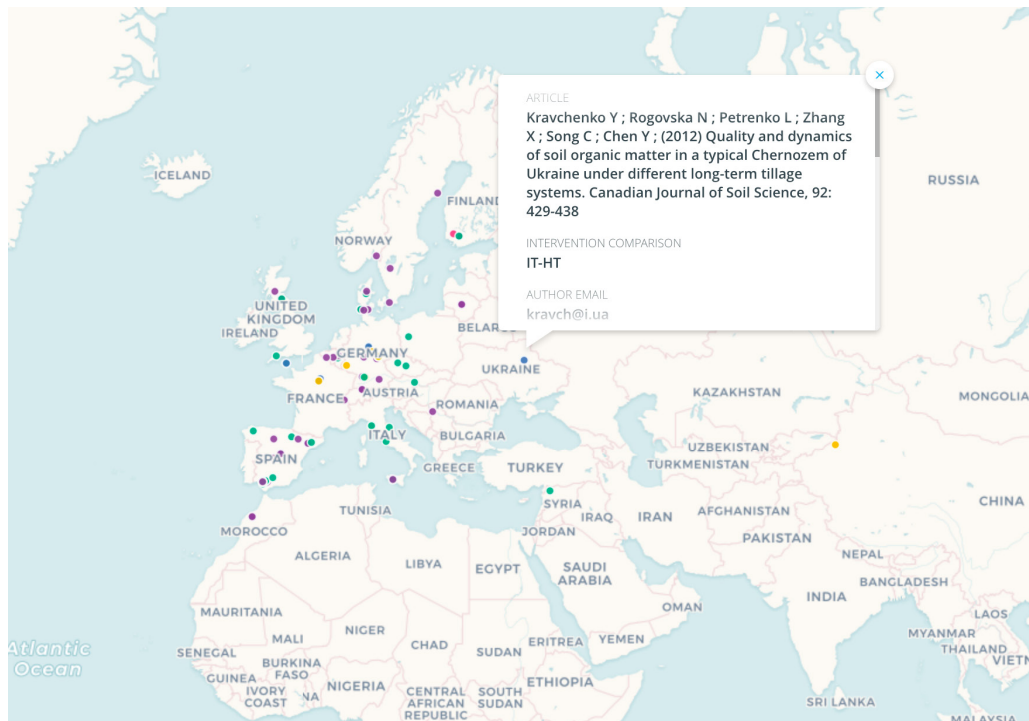 ICELAND
FINLAND
NORWAY
RUSSIA
UNITED
KINGDOM
IRELAND
BELARUS
GERMANY
UKRAINE
FRANCE
AUSTRIA
ROMANIA
KAZAKHSTAN
MONGOLIA
ITALY
BULGARIA
SPAIN
GREECE
TURKEY
UZBEKISTAN
TURKMENISTAN
SYRIA
CHINA
TUNISIA
IRAQ
IRAN
AFGHANISTAN
MOROCCO
JORDAN
PAKISTAN
ALGERIA
LIBYA
EGYPT
NEPAL
SAUDI
ARABIA
BANGLADESH
INDIA
MAURITANIA
OMAN
LAOS
NIGER
MYANMAR
MALI
CHAD
SUDAN
ERITREA
YEMEN
THAILAND
SENEGAL
VIETN
Atlantic
Ocean
BURKINA
FASO
GUINEA
IVORY
COAST
NA
NIGERIA
CENTRAL
AFRICAN
REPUBLIC
SOUTH
SUDAN
ETHIOPIA
SRI LANKA
MALAYSIA
ARTICLE
Kravchenko Y ; Rogovska N ; Petrenko L ; Zhang
X ; Song C ; Chen Y ; (2012) Quality and dynamics
of soil organic matter in a typical Chernozem of
Ukraine under different long-term tillage
systems. Canadian Journal of Soil Science, 92:
429-438
INTERVENTION COMPARISON
IT-HT
AUTHOR EMAIL
kravch@i.ua